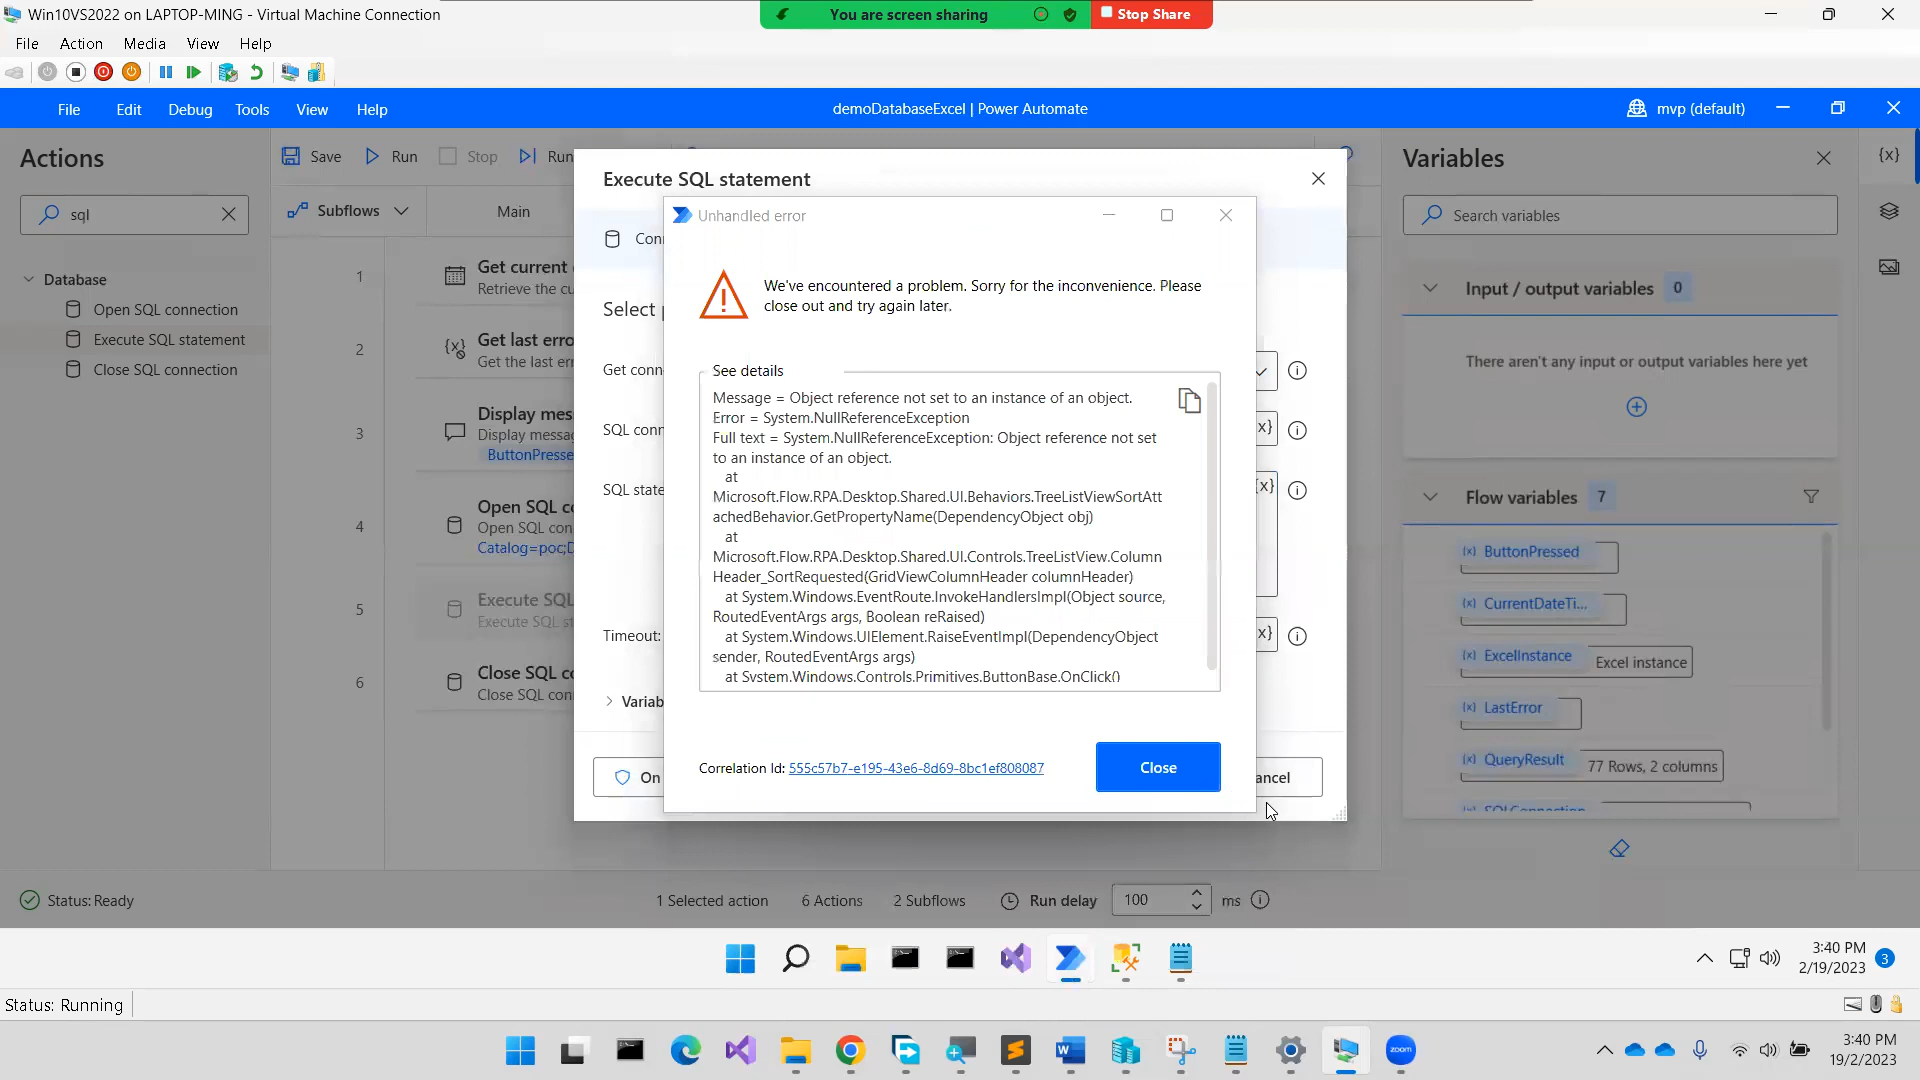 Win10VS2022 on LAPTOP-MING - Virtual Machine Connection
You are screen sharing
Stop Share
File Action Media View Help
File Edit Debug Tools View Help
demoDatabaseExcel | Power Automate
mvp (default)
Actions
Save
Run
Stop
Run
Variables
{x}
sql
Subflows
Main
Search variables
Database
Open SQL connection
Execute SQL statement
Close SQL connection
1
Get current
Retrieve the cu
2
Get last erro
Get the last err
3
Display mes
Display messa
ButtonPresse
4
Open SQL c
Open SQL con
Catalog=poc;D
5
Execute SQL
Execute SQL st
6
Close SQL c
Close SQL con
Execute SQL statement
Con
Select
Get conn
SQL conn
{x}
SQL state
{x}
Timeout:
{x}
Variab
On
ancel
Unhandled error
We've encountered a problem. Sorry for the inconvenience. Please
close out and try again later.
See details
Message = Object reference not set to an instance of an object.
Error = System.NullReferenceException
Full text = System.NullReferenceException: Object reference not set
to an instance of an object.
at
Microsoft.Flow.RPA.Desktop.Shared.UI.Behaviors.TreeListViewSortAtt
achedBehavior.GetPropertyName(DependencyObject obj)
at
Microsoft.Flow.RPA.Desktop.Shared.UI.Controls.TreeListView.Column
Header_SortRequested(GridViewColumnHeader columnHeader)
at System.Windows.EventRoute.InvokeHandlersImpl(Object source,
RoutedEventArgs args, Boolean reRaised)
at System.Windows.UIElement.RaiseEventImpl(DependencyObject
sender, RoutedEventArgs args)
at System.Windows.Controls.Primitives.ButtonBase.OnClick()
Correlation Id: 555c57b7-e195-43e6-8d69-8bc1ef808087
Close
Input / output variables 0
There aren't any input or output variables here yet
Flow variables 7
{x} ButtonPressed
{x} CurrentDateTi...
{x} ExcelInstance Excel instance
{x} LastError
{x} QueryResult 77 Rows, 2 columns
{x} SQLConnection
Status: Ready
1 Selected action
6 Actions
2 Subflows
Run delay
100
ms
3:40 PM
2/19/2023
3
Status: Running
zoom
3:40 PM
19/2/2023